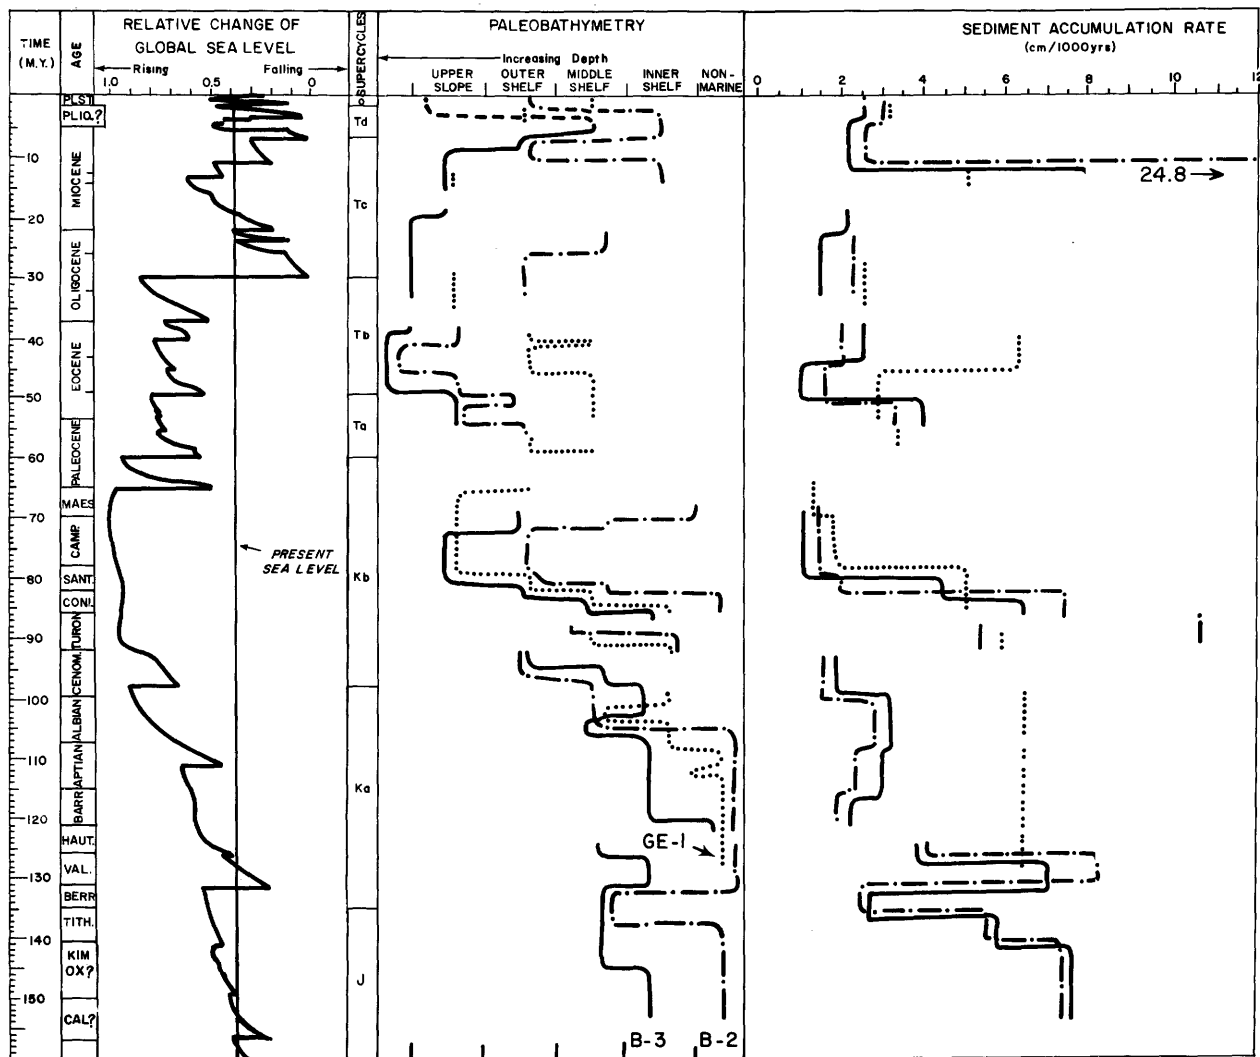 RELATIVE CHANGE OF
GLOBAL SEA LEVEL
Rising
Falling
1.0
0.5
0
TIME
(M.Y.)
AGE
SUPERCYCLES
PALEOBATHYMETRY
Increasing Depth
UPPER
SLOPE
OUTER
SHELF
MIDDLE
SHELF
INNER
SHELF
NON-
MARINE
SEDIMENT ACCUMULATION RATE
(cm/1000yrs)
0
2
4
6
8
10
12
PLST.
PLIO.?
MIOCENE
OLIGOCENE
EOCENE
PALEOCENE
MAES
CAMP.
SANT.
CONI.
TURON.
CENOM.
ALBIAN
APTIAN
BARR.
HAUT.
VAL.
BERR
TITH.
KIM
OX?
CAL?
-10
-20
-30
-40
-50
-60
-70
-80
-90
-100
-110
-120
-130
-140
-150
Td
Tc
Tb
Ta
Kb
Ka
J
PRESENT
SEA LEVEL
GE-1
B-3
B-2
24.8